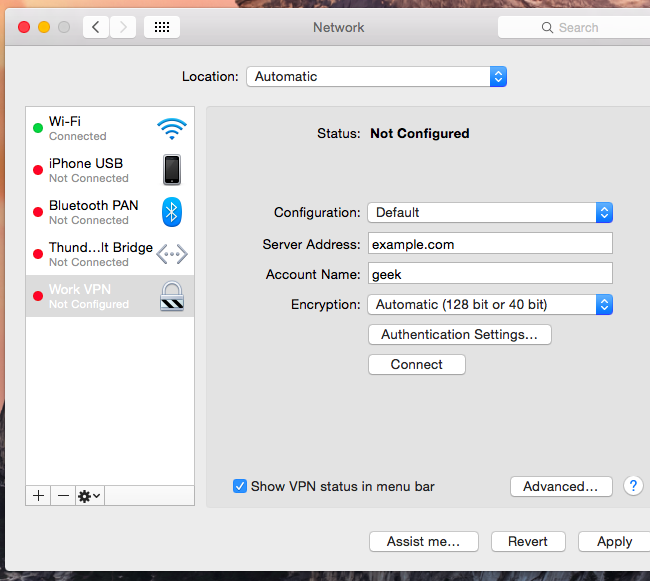 Network
Search
Location: Automatic
Wi-Fi
Connected
iPhone USB
Not Connected
Bluetooth PAN
Not Connected
Thund...lt Bridge
Not Connected
Work VPN
Not Configured
Status: Not Configured
Configuration: Default
Server Address: example.com
Account Name: geek
Encryption: Automatic (128 bit or 40 bit)
Authentication Settings...
Connect
Show VPN status in menu bar
Advanced...
?
Assist me...
Revert
Apply